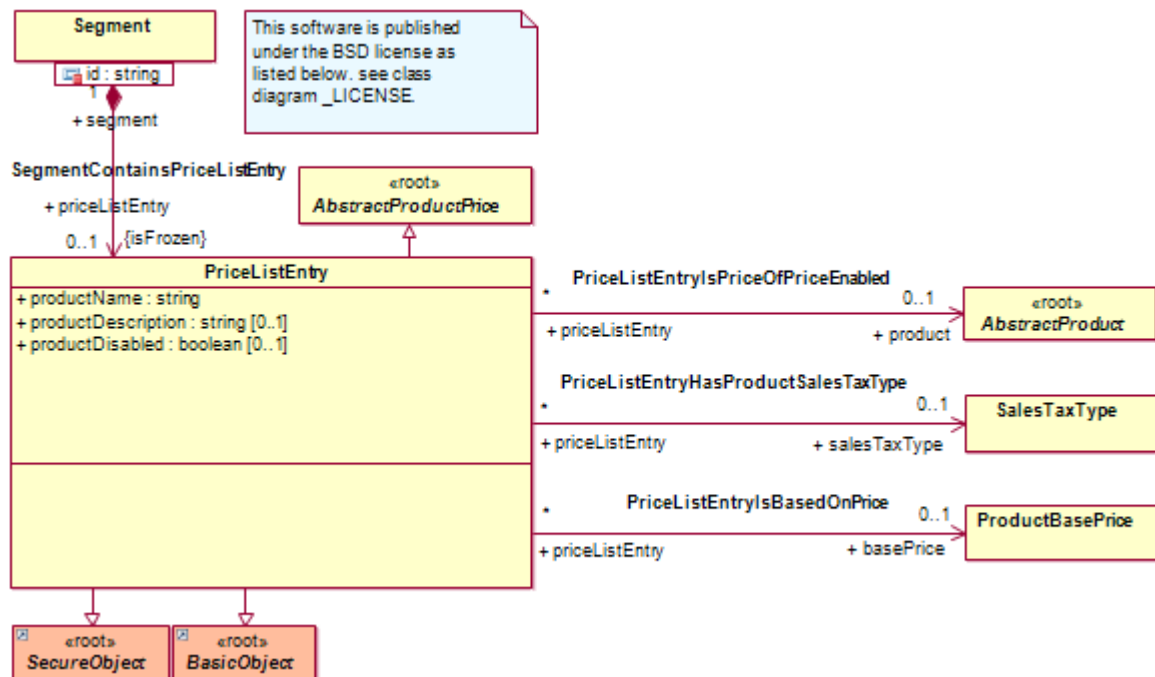 Segment
id : string
1
+ segment
This software is published
under the BSD license as
listed below. see class
diagram _LICENSE.
SegmentContainsPriceListEntry
+ priceListEntry
0..1 {isFrozen}
«root»
AbstractProductPrice
PriceListEntry
+ productName : string
+ productDescription : string [0..1]
+ productDisabled : boolean [0..1]
PriceListEntryIsPriceOfPriceEnabled
* 0..1
+ priceListEntry + product
«root»
AbstractProduct
PriceListEntryHasProductSalesTaxType
* 0..1
+ priceListEntry + salesTaxType
SalesTaxType
PriceListEntryIsBasedOnPrice
* 0..1
+ priceListEntry + basePrice
ProductBasePrice
«root»
SecureObject
«root»
BasicObject